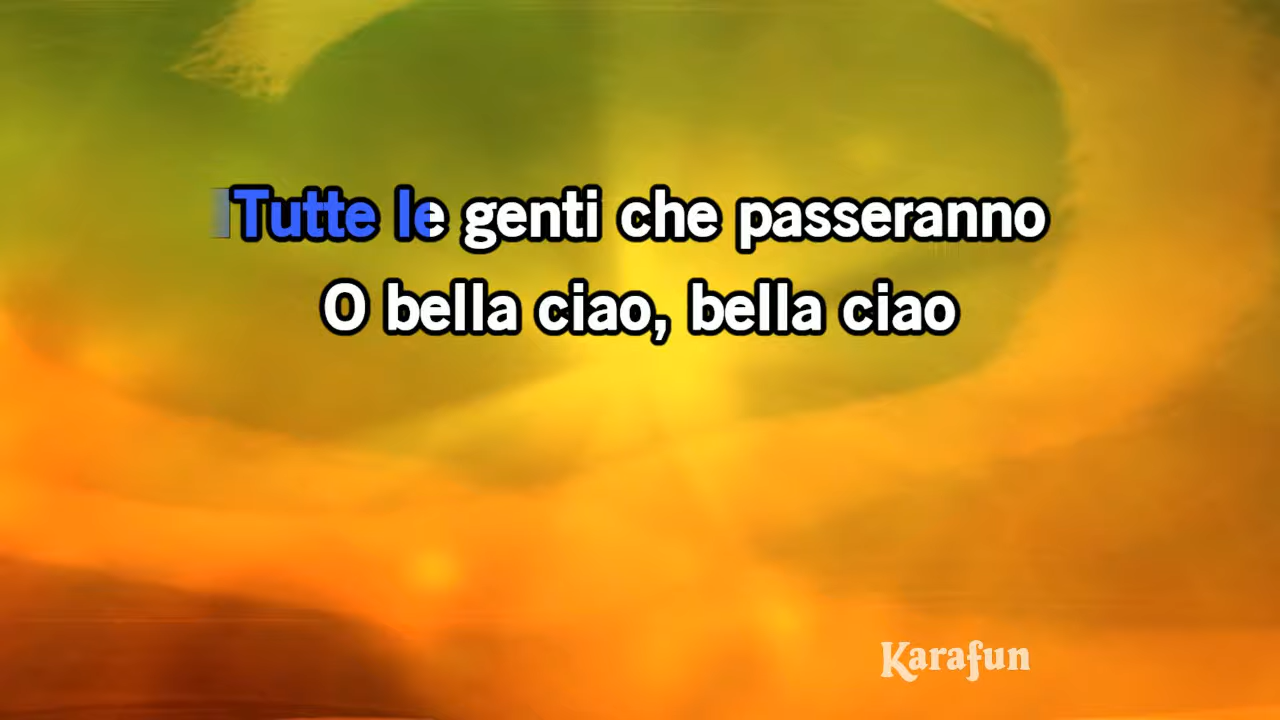 Tutte le genti che passeranno
O bella ciao, bella ciao
Karafun